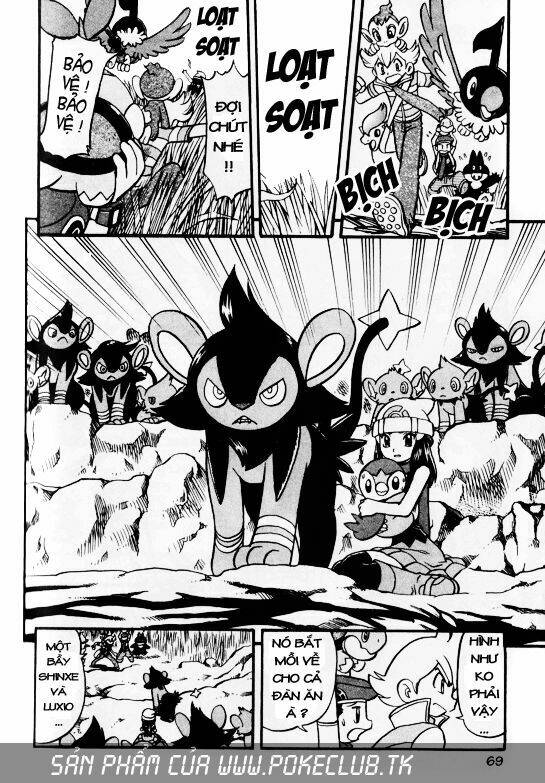 LOẠT
SOẠT
BẢO
VỆ!
BẢO
VỆ!
ĐỢI
CHÚT
NHÉ
!!
LOẠT
SOẠT
BỊCH
BỊCH
MỘT
BẦY
SHINXE
VÀ
LUXIO
...
NÓ BẮT
MỒI VỀ
CHO CẢ
ĐÀN ĂN
À?
HÌNH
NHƯ
KO
PHẢI
VẬY...
69
SẢN PHẨM CỦA WWW.POKECLUB.TK